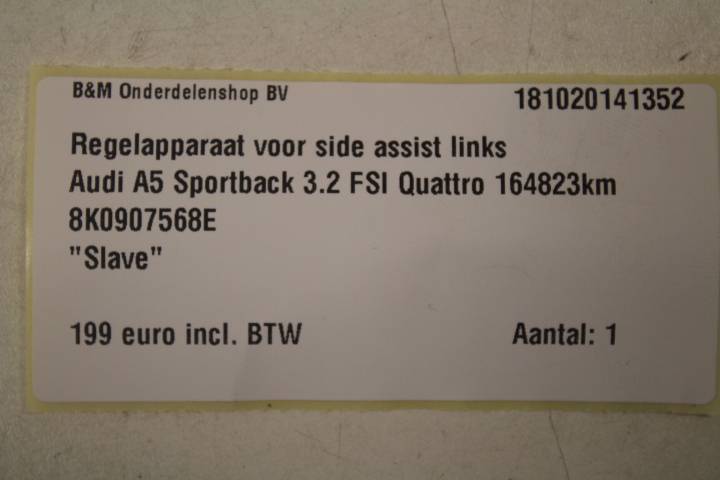 B&M Onderdelenshop BV 181020141352
Regelapparaat voor side assist links
Audi A5 Sportback 3.2 FSI Quattro 164823km
8K0907568E
"Slave"
199 euro incl. BTW Aantal: 1